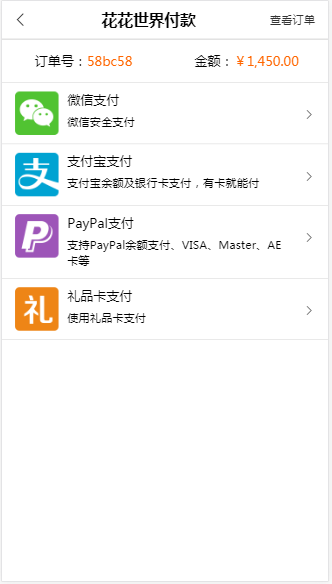 花花世界付款 查看订单
订单号：58bc58 金额：￥1,450.00
微信支付
微信安全支付
支
支付宝支付
支付宝余额及银行卡支付，有卡就能付
PayPal支付
支持PayPal余额支付、VISA、Master、AE
卡等
礼
礼品卡支付
使用礼品卡支付